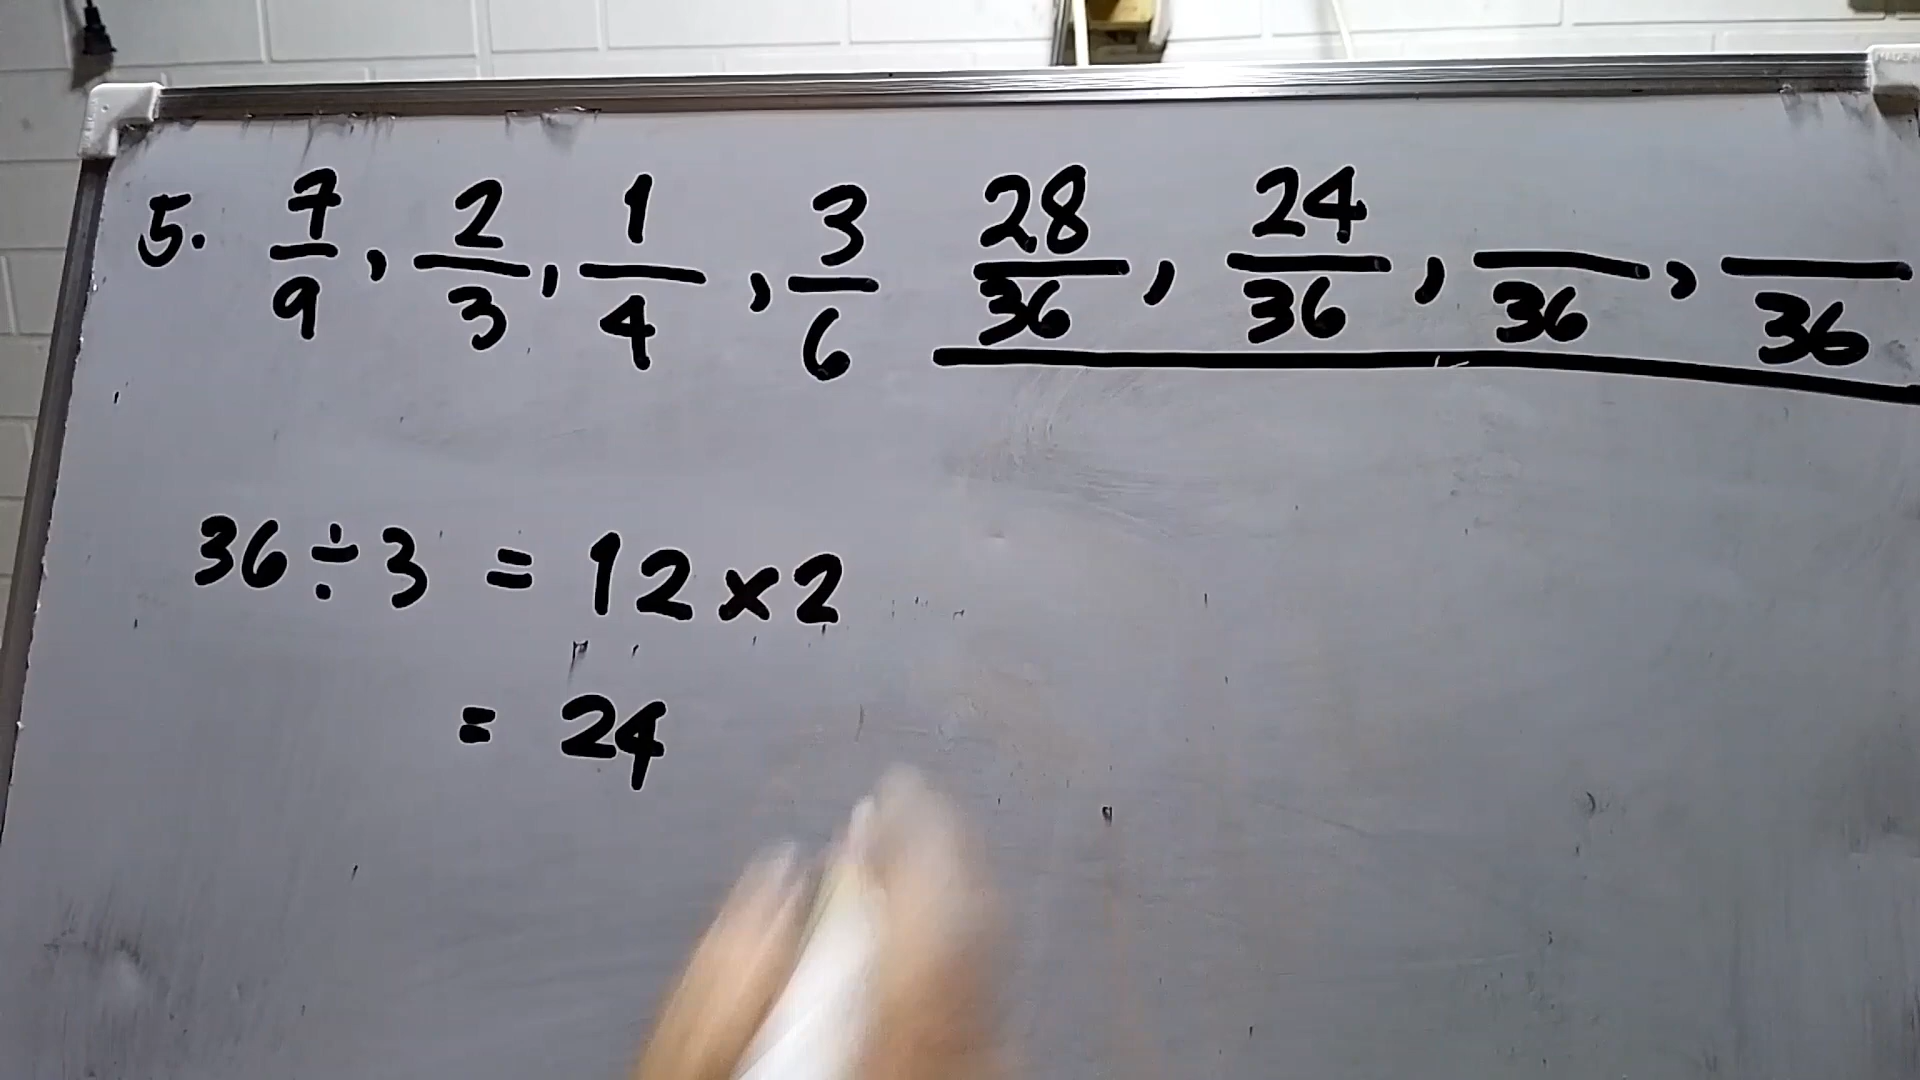 5. 7/9, 2/3, 1/4, 3/6 28/36, 24/36, /36, /36
36 ÷ 3 = 12 x 2
= 24